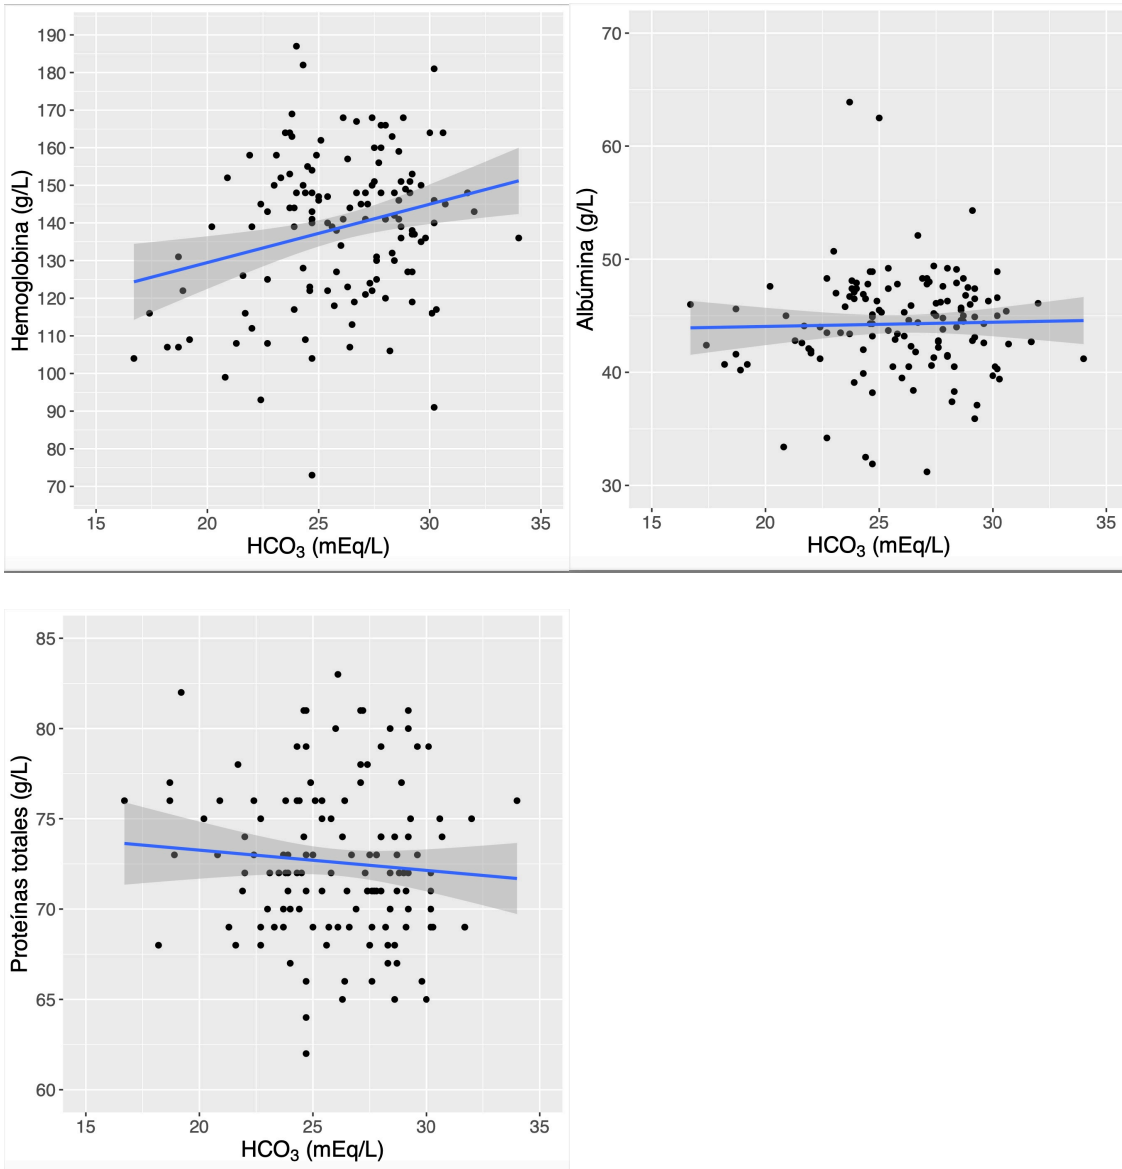 190
180
170
160
150
140
130
120
110
100
90
80
70
Hemoglobina (g/L)
15 20 25 30 35
HCO₃ (mEq/L)
70
60
50
40
30
Albúmina (g/L)
15 20 25 30 35
HCO₃ (mEq/L)
85
80
75
70
65
60
Proteínas totales (g/L)
15 20 25 30 35
HCO₃ (mEq/L)